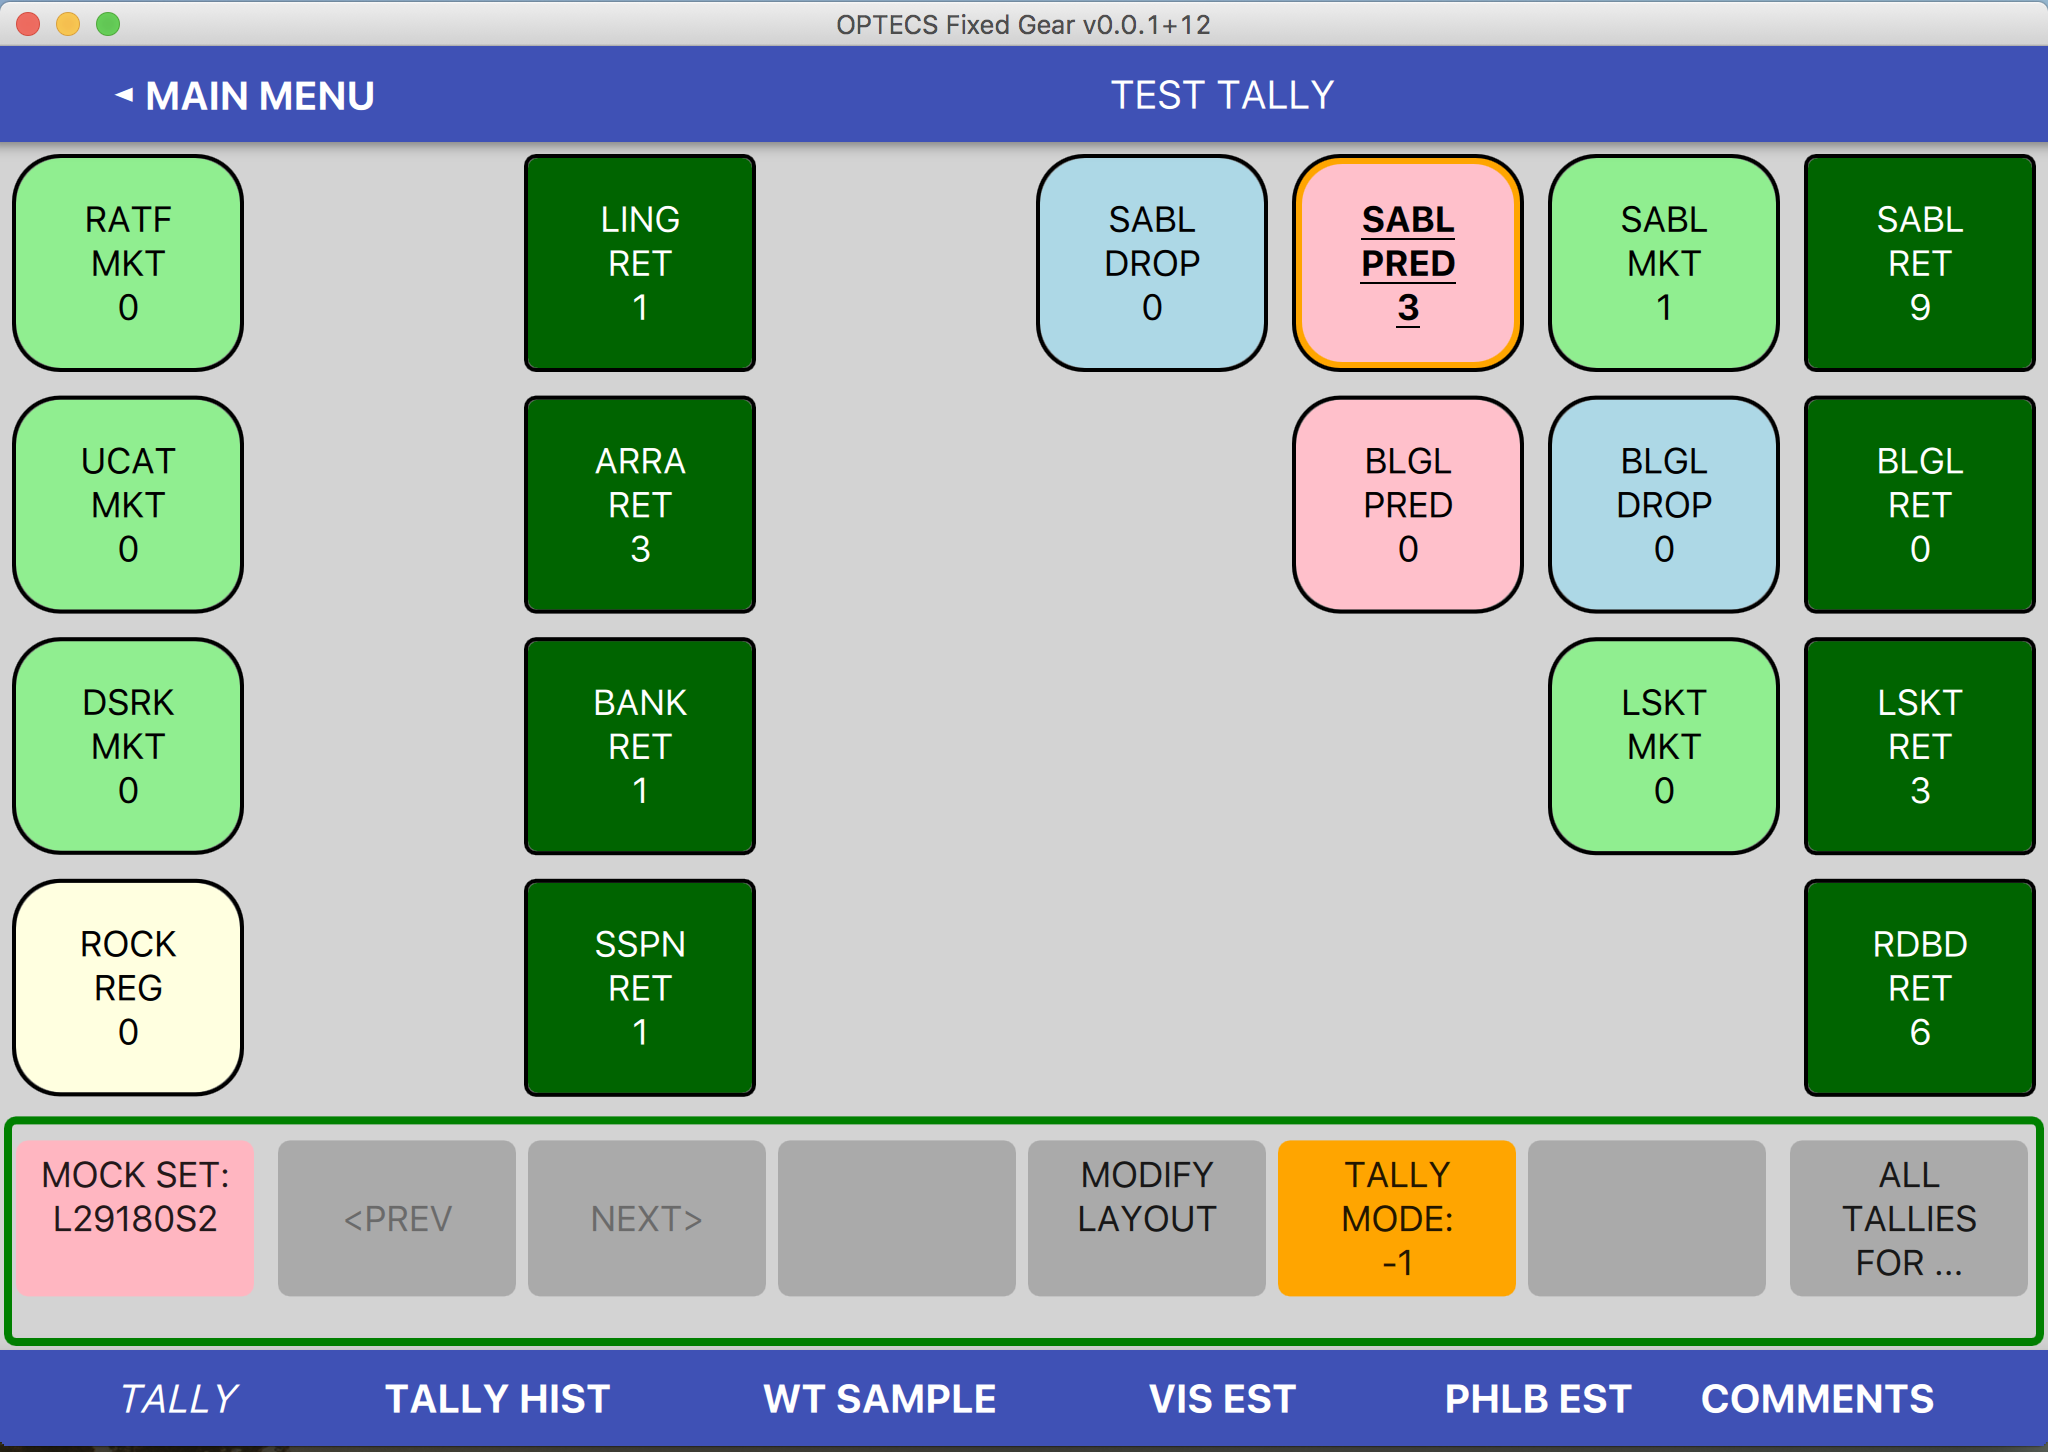 OPTECS Fixed Gear v0.0.1+12
◄ MAIN MENU
TEST TALLY
RATF
MKT
0
LING
RET
1
SABL
DROP
0
SABL
PRED
3
SABL
MKT
1
SABL
RET
9
UCAT
MKT
0
ARRA
RET
3
BLGL
PRED
0
BLGL
DROP
0
BLGL
RET
0
DSRK
MKT
0
BANK
RET
1
LSKT
MKT
0
LSKT
RET
3
ROCK
REG
0
SSPN
RET
1
RDBD
RET
6
MOCK SET:
L29180S2
<PREV
NEXT>
MODIFY
LAYOUT
TALLY
MODE:
-1
ALL
TALLIES
FOR ...
TALLY
TALLY HIST
WT SAMPLE
VIS EST
PHLB EST
COMMENTS